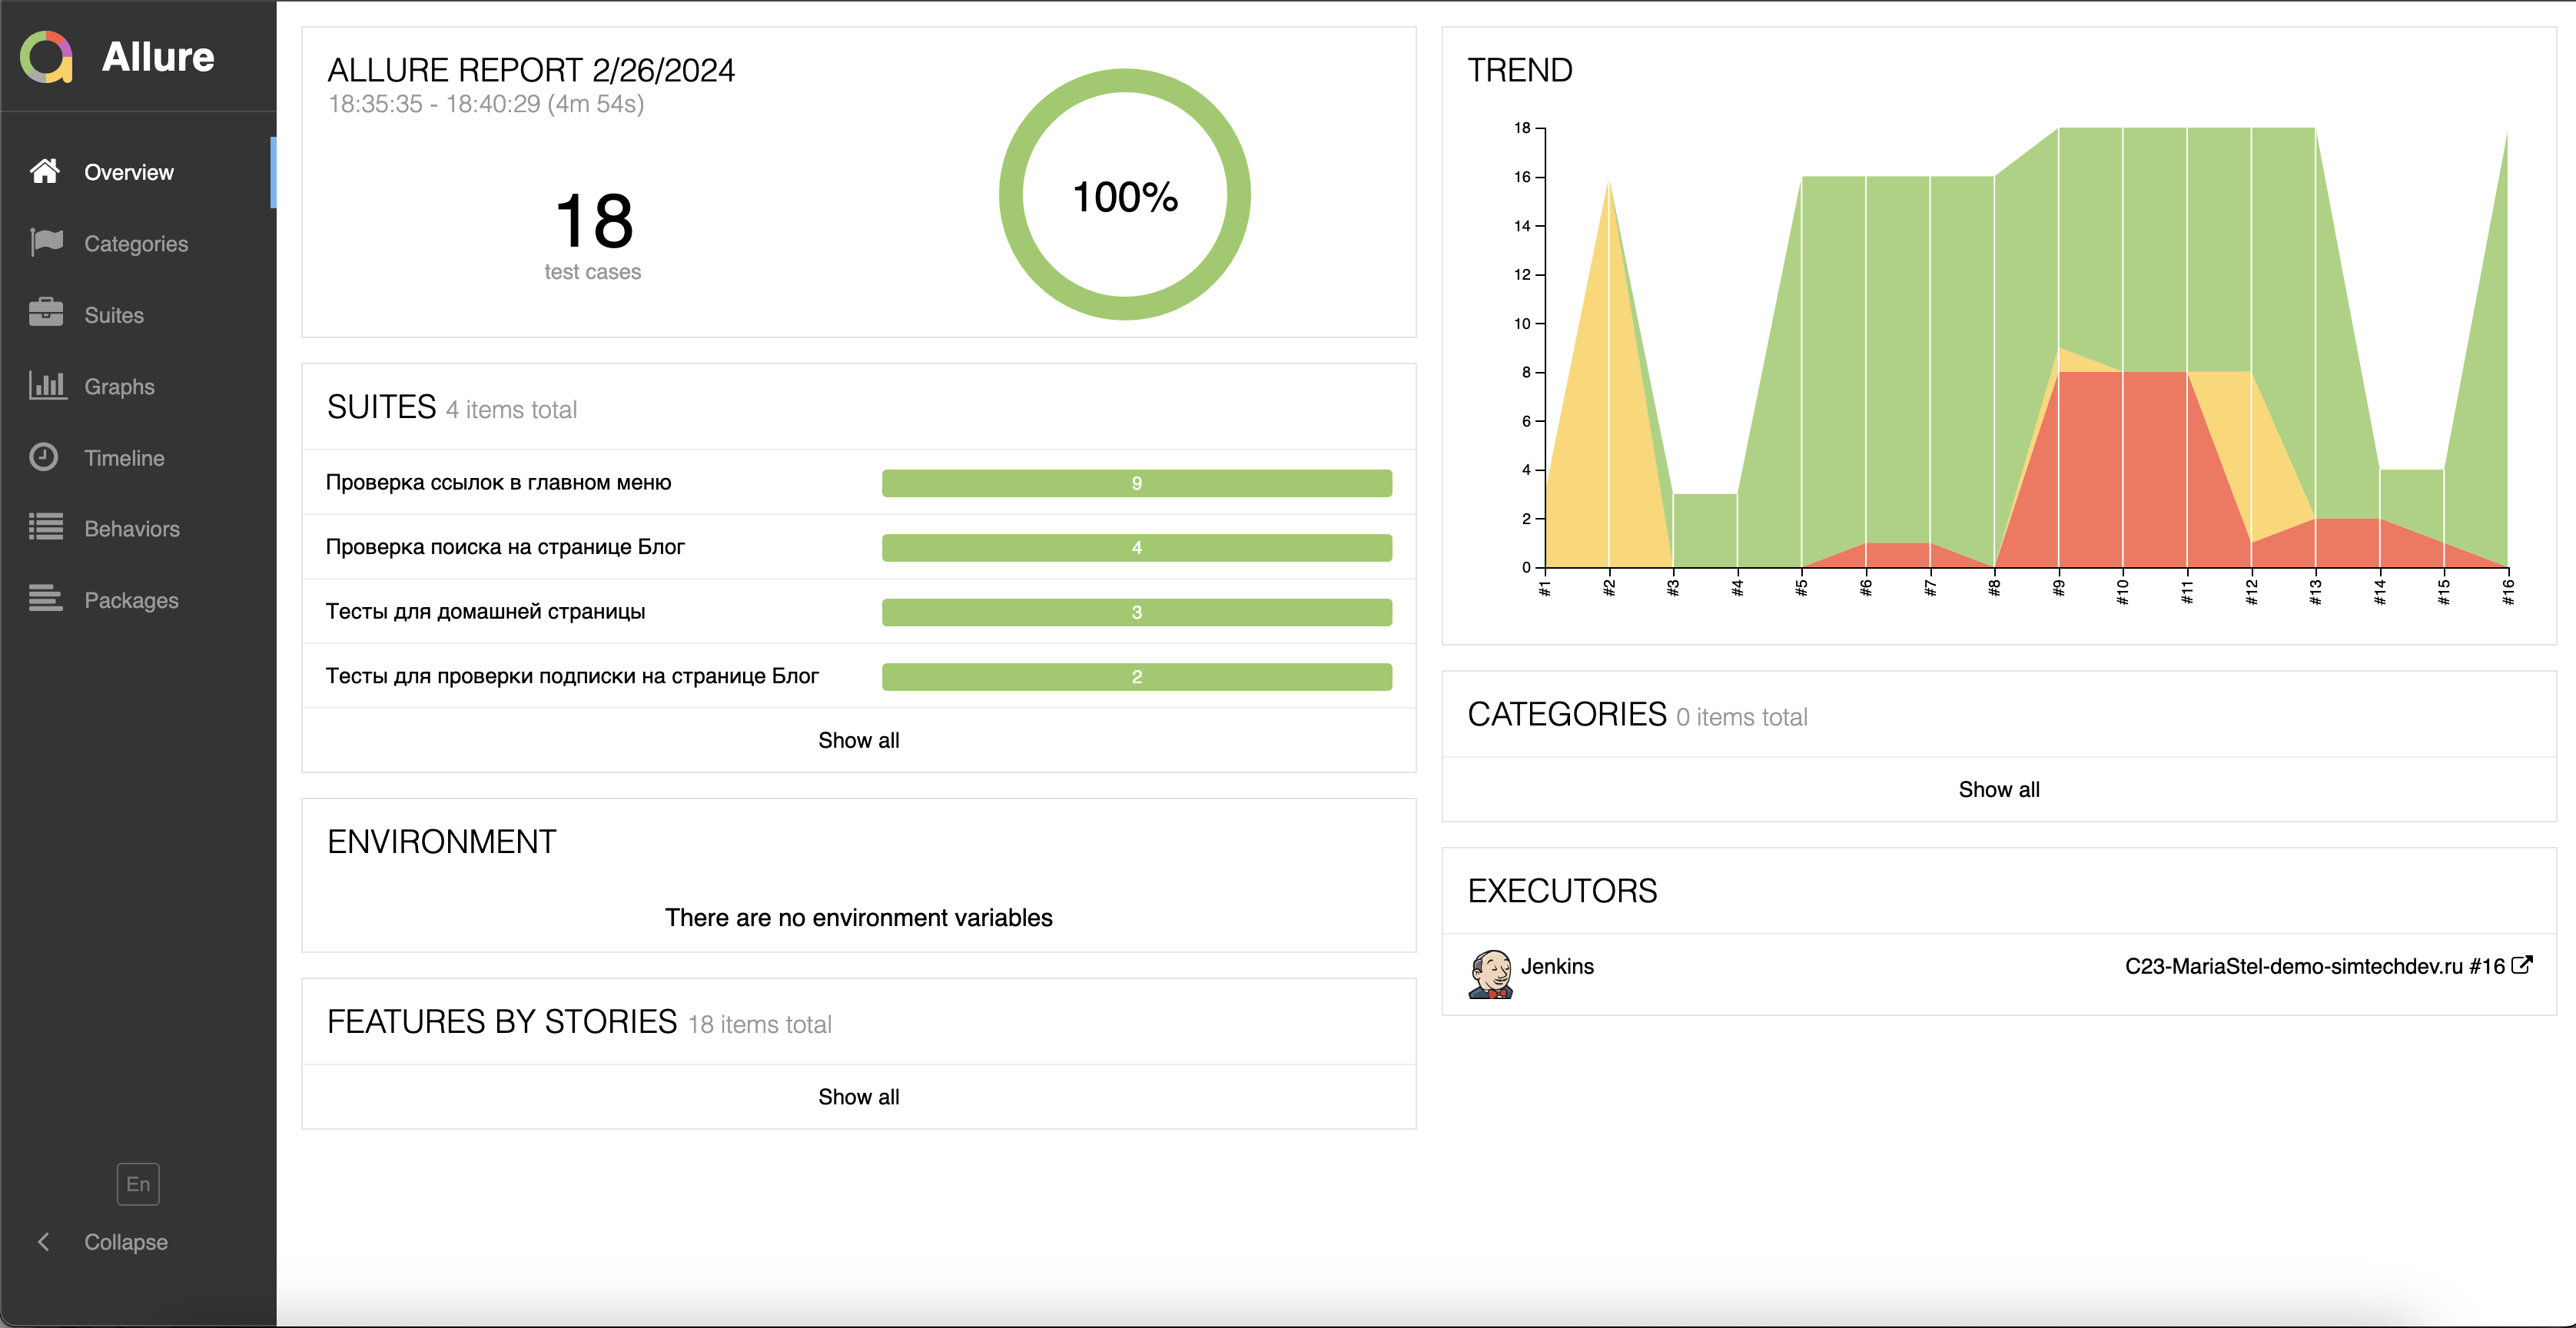 Allure
Overview
Categories
Suites
Graphs
Timeline
Behaviors
Packages
En
Collapse
ALLURE REPORT 2/26/2024
18:35:35 - 18:40:29 (4m 54s)
18
test cases
100%
SUITES 4 items total
Проверка ссылок в главном меню 9
Проверка поиска на странице Блог 4
Тесты для домашней страницы 3
Тесты для проверки подписки на странице Блог 2
Show all
ENVIRONMENT
There are no environment variables
FEATURES BY STORIES 18 items total
Show all
TREND
18
16
14
12
10
8
6
4
2
0
#1 #2 #3 #4 #5 #6 #7 #8 #9 #10 #11 #12 #13 #14 #15 #16
CATEGORIES 0 items total
Show all
EXECUTORS
Jenkins C23-MariaStel-demo-simtechdev.ru #16